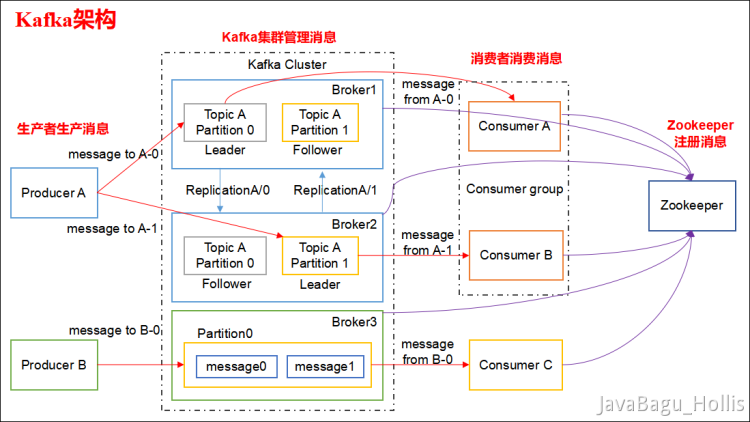 Kafka架构
Kafka集群管理消息
消费者消费消息
Kafka Cluster
Broker1
message
from A-0
Topic A
Partition 0
Topic A
Partition 1
Consumer A
Zookeeper
注册消息
生产者生产消息
message to A-0
Leader
Follower
Producer A
ReplicationA/0
ReplicationA/1
Consumer group
Zookeeper
message to A-1
Broker2
message
from A-1
Topic A
Partition 0
Topic A
Partition 1
Consumer B
Follower
Leader
Broker3
message to B-0
Partition0
message
from B-0
Producer B
message0
message1
Consumer C
JavaBagu_Hollis